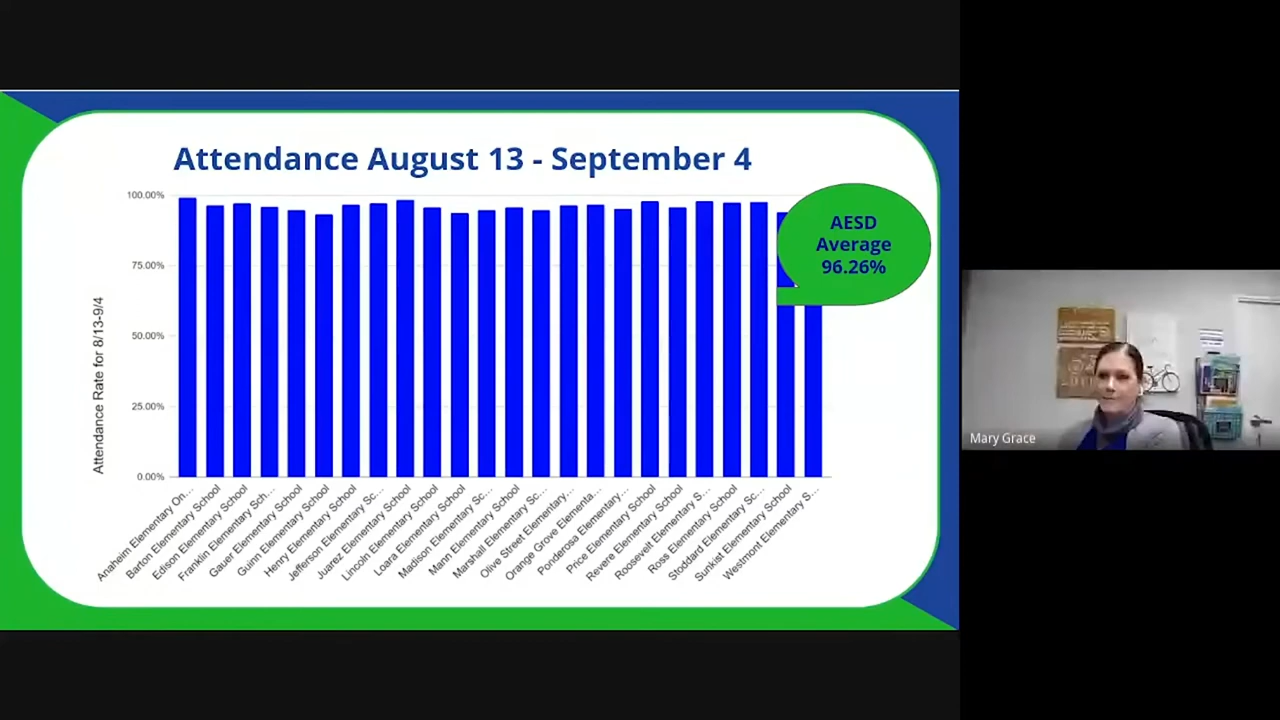 Attendance August 13 - September 4
100.00%
75.00%
50.00%
25.00%
0.00%
Attendance Rate for 8/13-9/4
AESD
Average
96.26%
Anaheim Elementary On...
Barton Elementary School
Edison Elementary School
Franklin Elementary Sch...
Gauer Elementary School
Guinn Elementary School
Henry Elementary School
Jefferson Elementary Sc...
Juarez Elementary School
Lincoln Elementary School
Loara Elementary School
Madison Elementary Sc...
Mann Elementary School
Marshall Elementary Sc...
Olive Street Elementary...
Orange Grove Elementa...
Ponderosa Elementary...
Price Elementary School
Revere Elementary School
Roosevelt Elementary S...
Ross Elementary School
Stoddard Elementary Sc...
Sunkist Elementary School
Westmont Elementary S...
Mary Grace